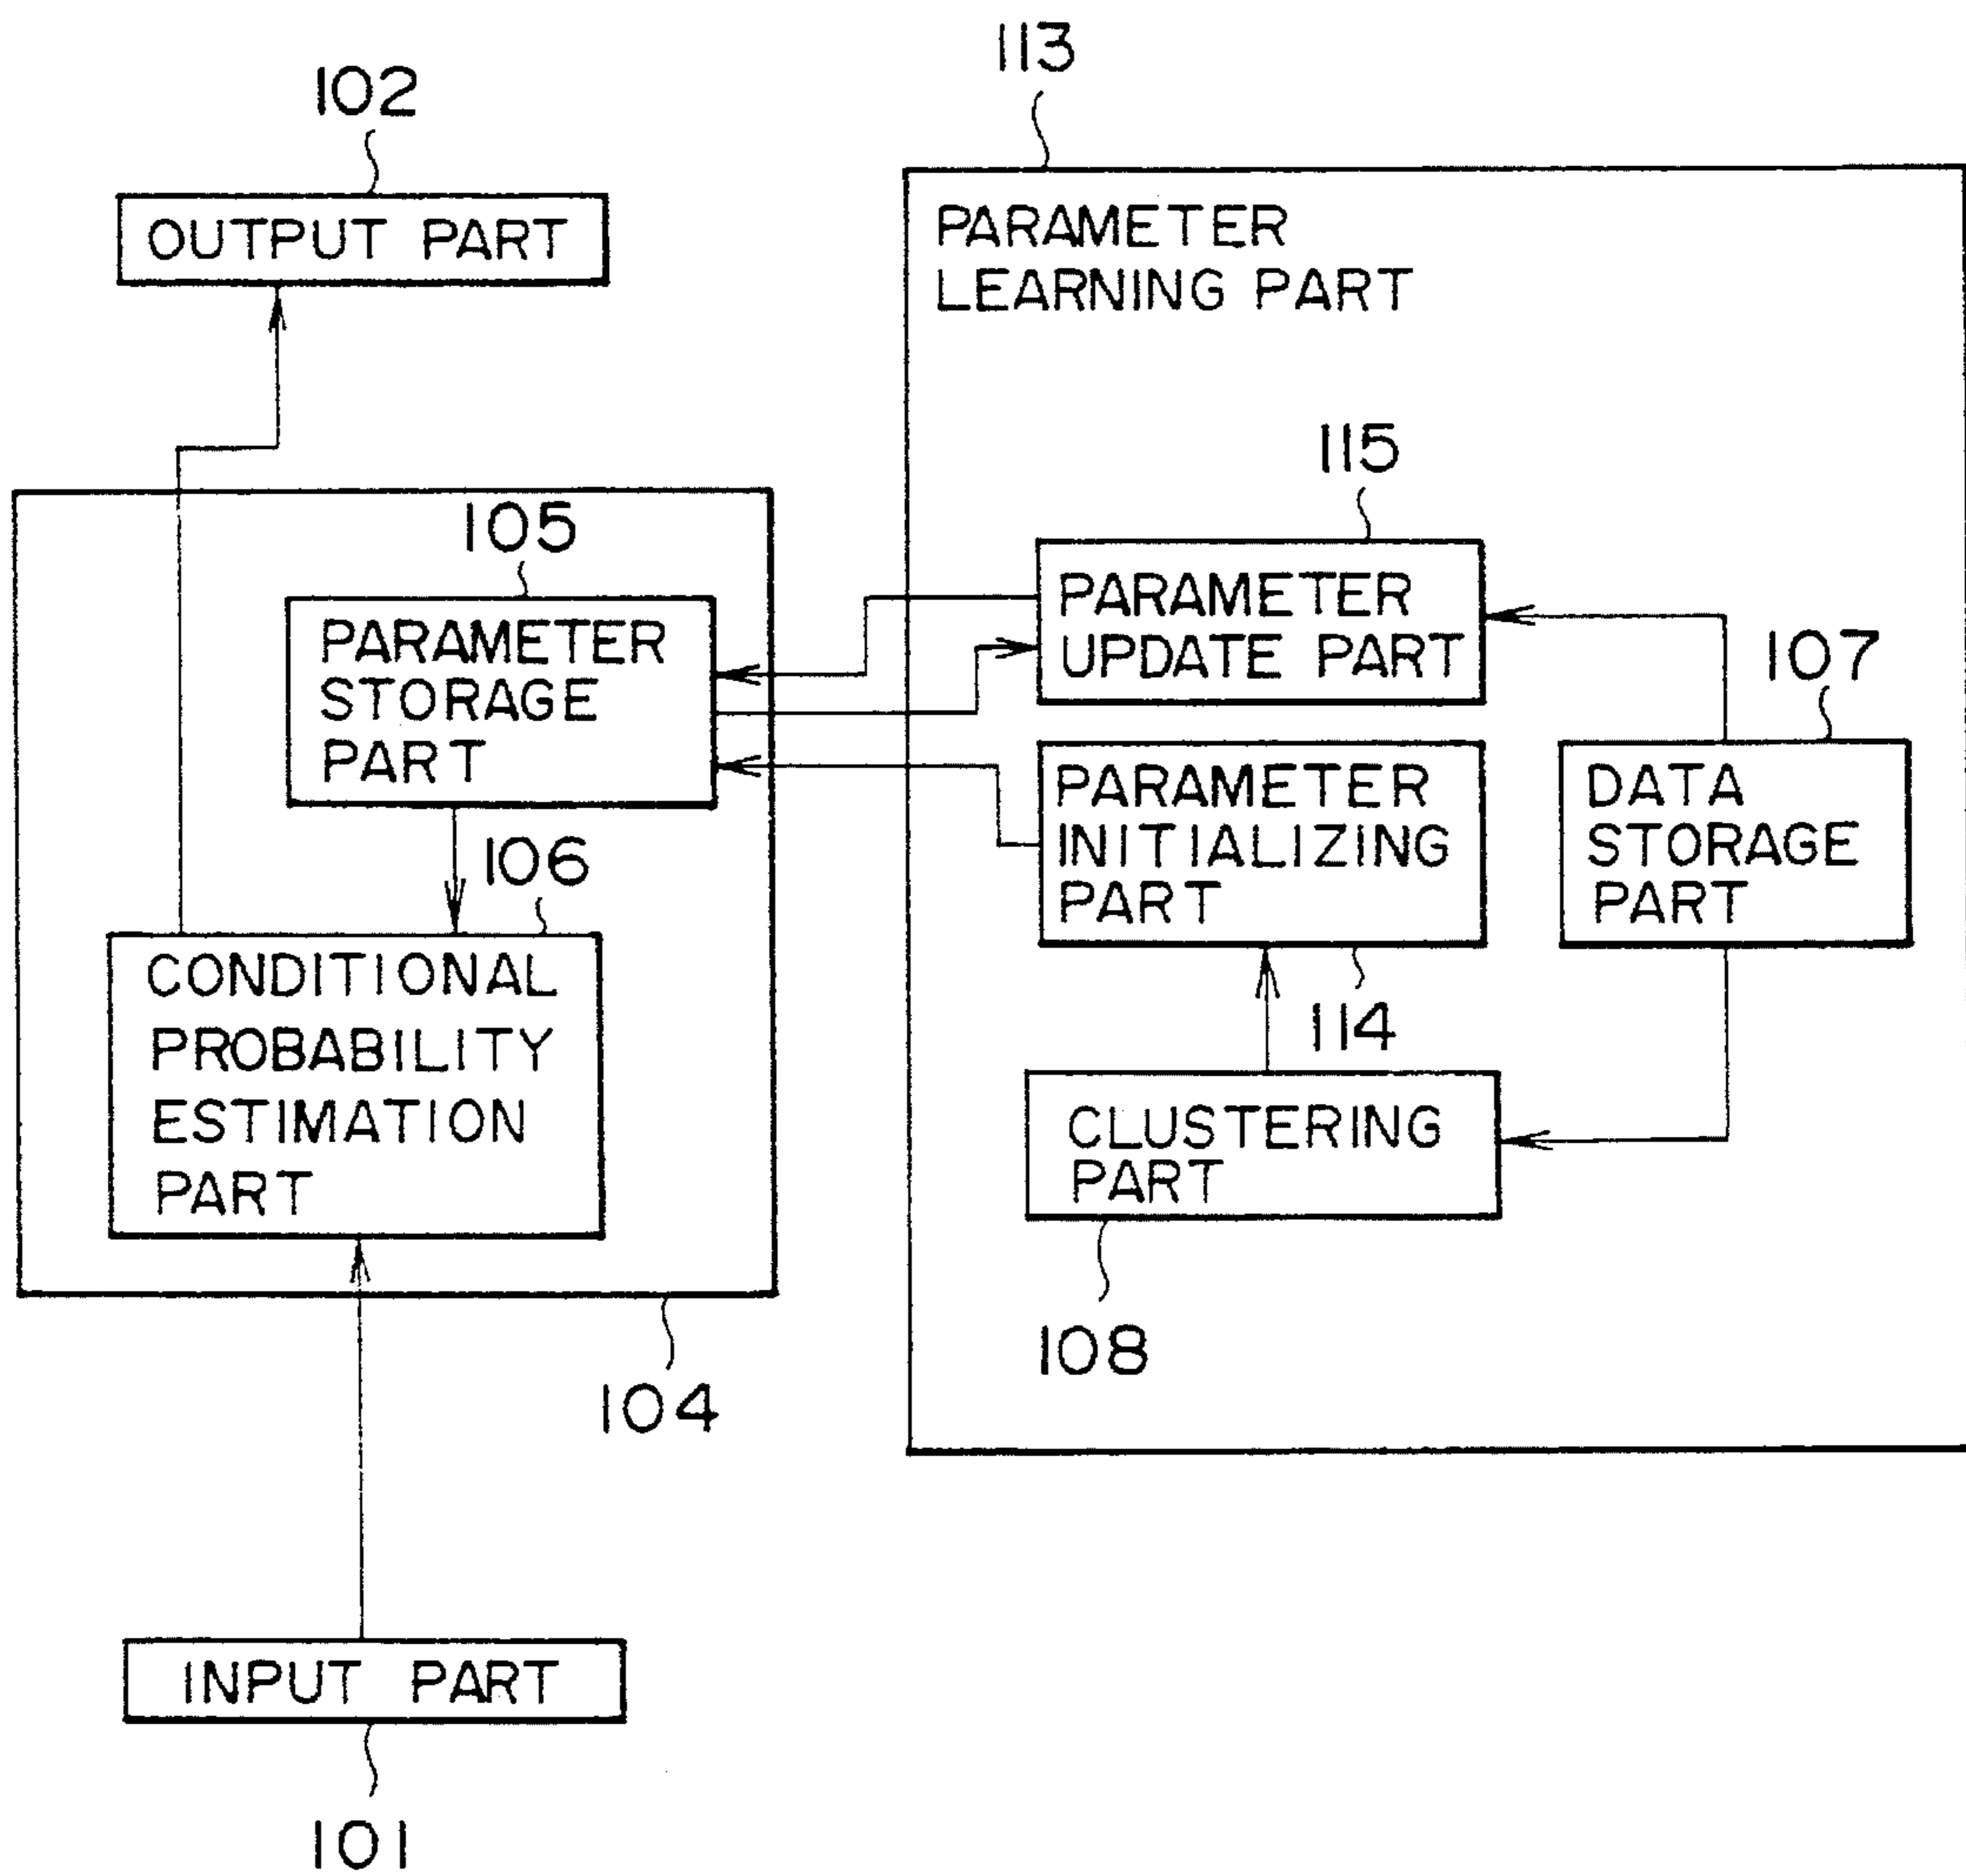 113
102
OUTPUT PART
PARAMETER
LEARNING PART
115
105
PARAMETER
UPDATE PART
PARAMETER
STORAGE
PART
107
PARAMETER
INITIALIZING
PART
DATA
STORAGE
PART
106
CONDITIONAL
PROBABILITY
ESTIMATION
PART
114
CLUSTERING
PART
108
104
INPUT PART
101